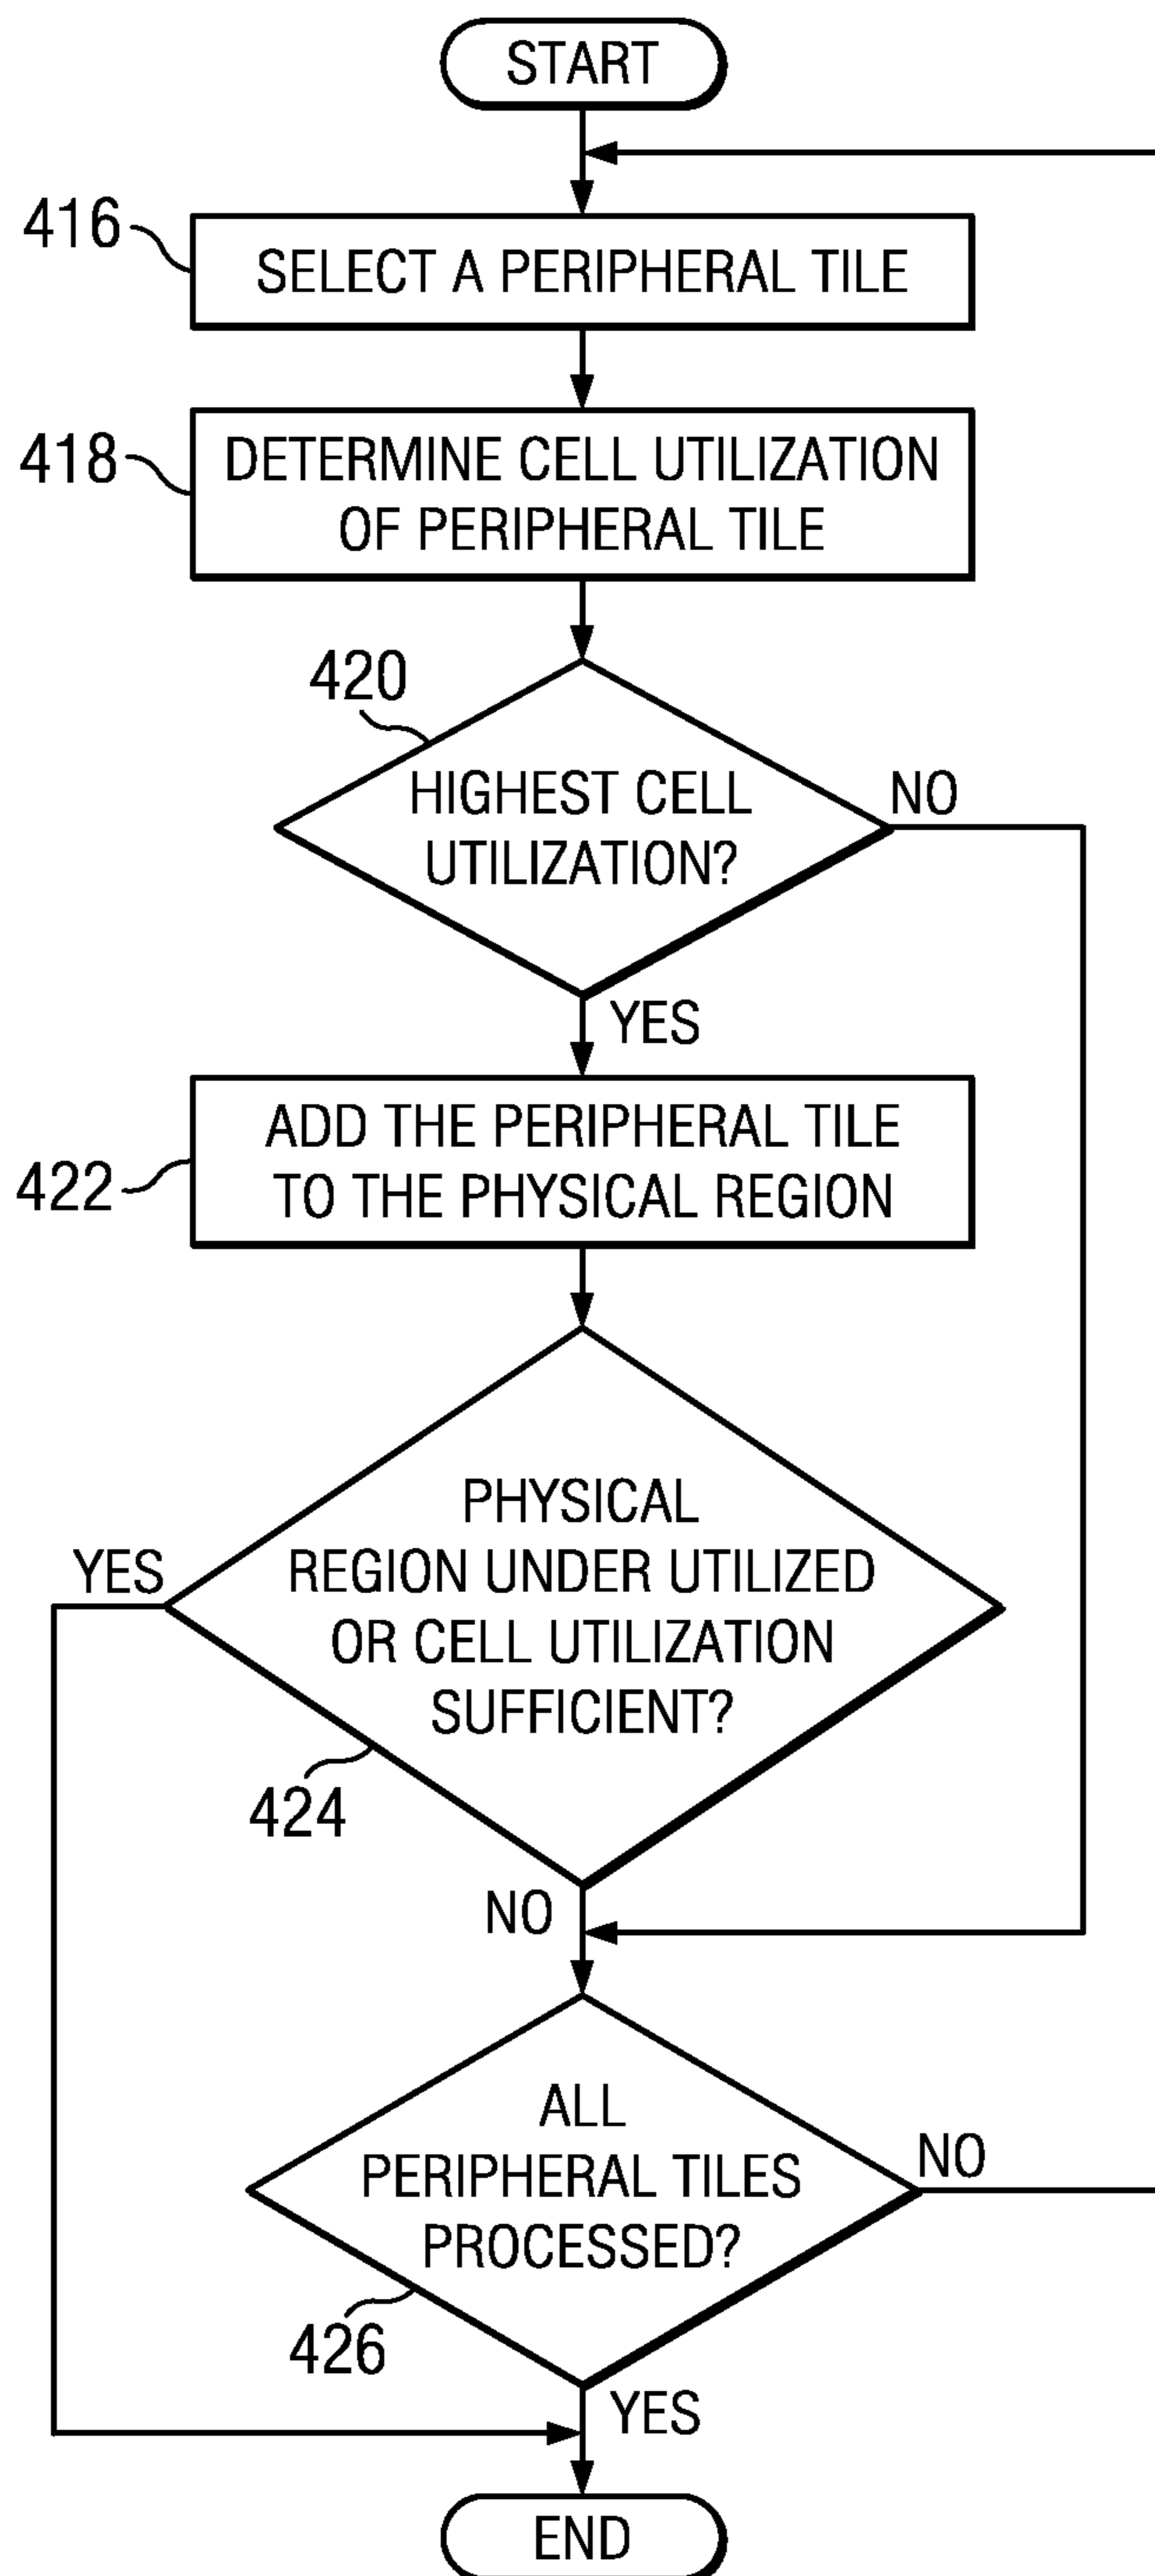 START
416
SELECT A PERIPHERAL TILE
418
DETERMINE CELL UTILIZATION
OF PERIPHERAL TILE
420
HIGHEST CELL
UTILIZATION?
NO
YES
422
ADD THE PERIPHERAL TILE
TO THE PHYSICAL REGION
PHYSICAL
REGION UNDER UTILIZED
OR CELL UTILIZATION
SUFFICIENT?
YES
424
NO
ALL
PERIPHERAL TILES
PROCESSED?
NO
426
YES
END